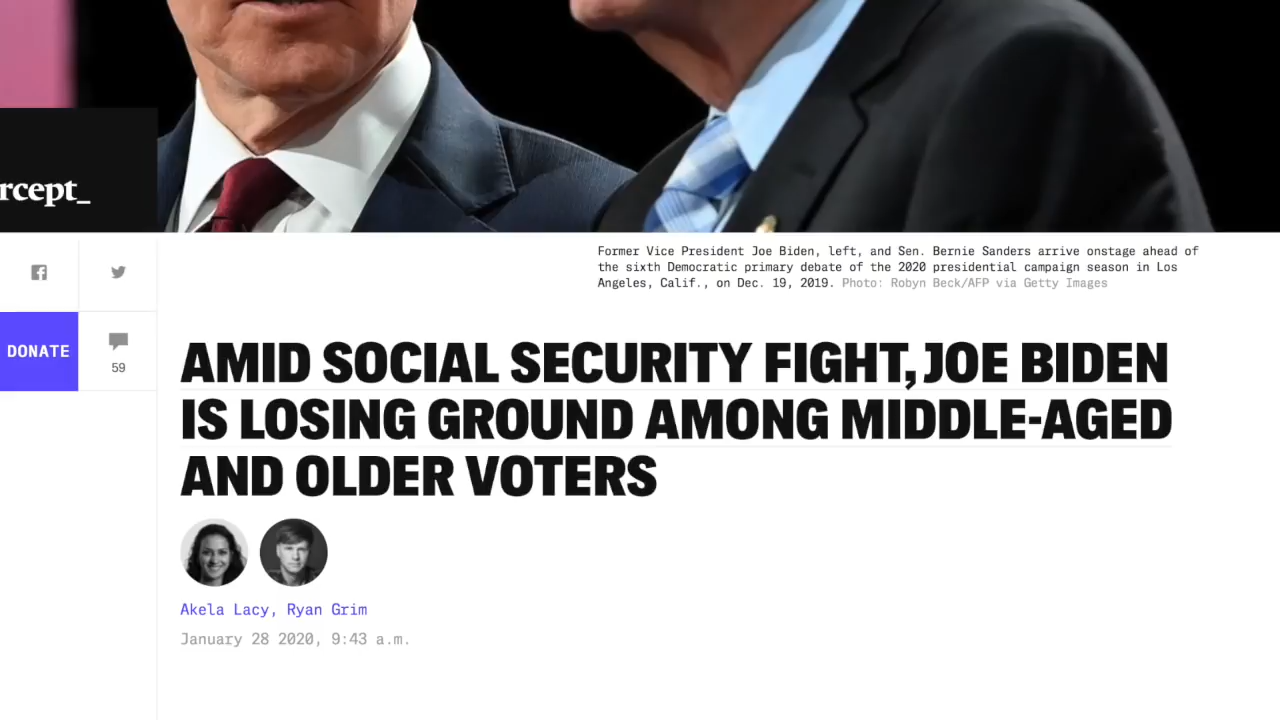 rcept_
Former Vice President Joe Biden, left, and Sen. Bernie Sanders arrive onstage ahead of
the sixth Democratic primary debate of the 2020 presidential campaign season in Los
Angeles, Calif., on Dec. 19, 2019. Photo: Robyn Beck/AFP via Getty Images
DONATE
59
AMID SOCIAL SECURITY FIGHT, JOE BIDEN
IS LOSING GROUND AMONG MIDDLE-AGED
AND OLDER VOTERS
Akela Lacy, Ryan Grim
January 28 2020, 9:43 a.m.